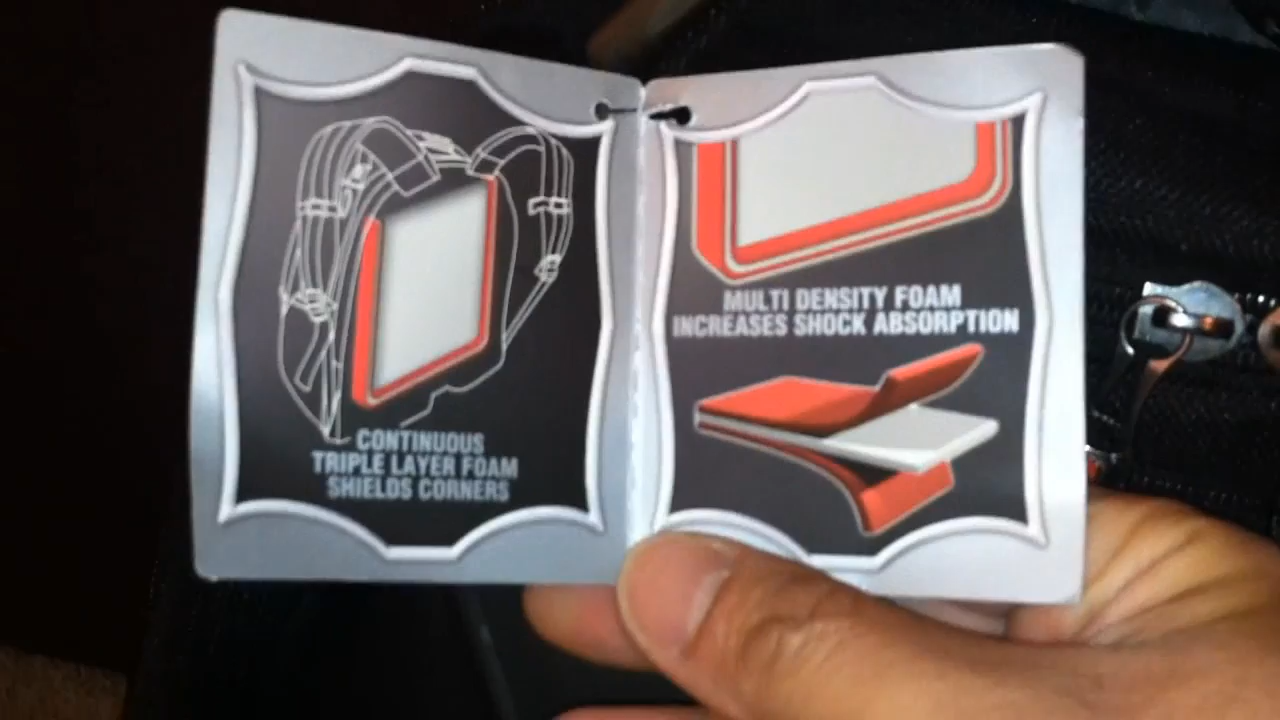 CONTINUOUS
TRIPLE LAYER FOAM
SHIELDS CORNERS
MULTI DENSITY FOAM
INCREASES SHOCK ABSORPTION